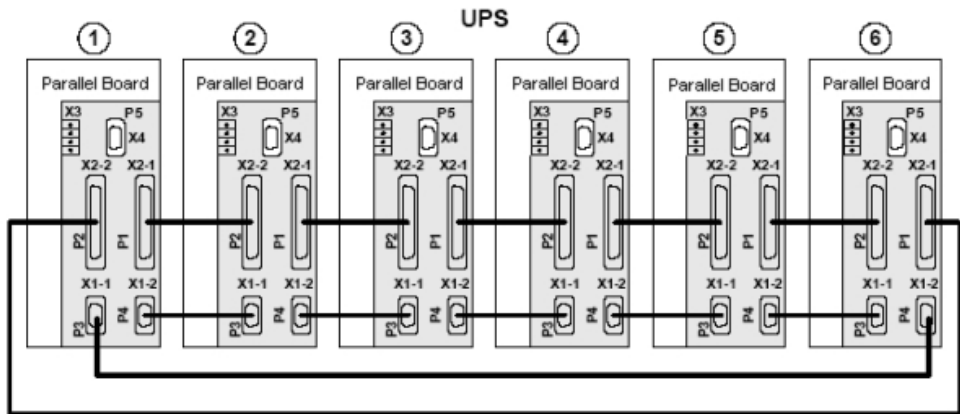 UPS
1 2 3 4 5 6
Parallel Board Parallel Board Parallel Board Parallel Board Parallel Board Parallel Board
X3 P5 X3 P5 X3 P5 X3 P5 X3 P5 X3 P5
X4 X4 X4 X4 X4 X4
X2-2 X2-1 X2-2 X2-1 X2-2 X2-1 X2-2 X2-1 X2-2 X2-1 X2-2 X2-1
P2 P1 P2 P1 P2 P1 P2 P1 P2 P1 P2 P1
X1-1 X1-2 X1-1 X1-2 X1-1 X1-2 X1-1 X1-2 X1-1 X1-2 X1-1 X1-2
P3 P4 P3 P4 P3 P4 P3 P4 P3 P4 P3 P4